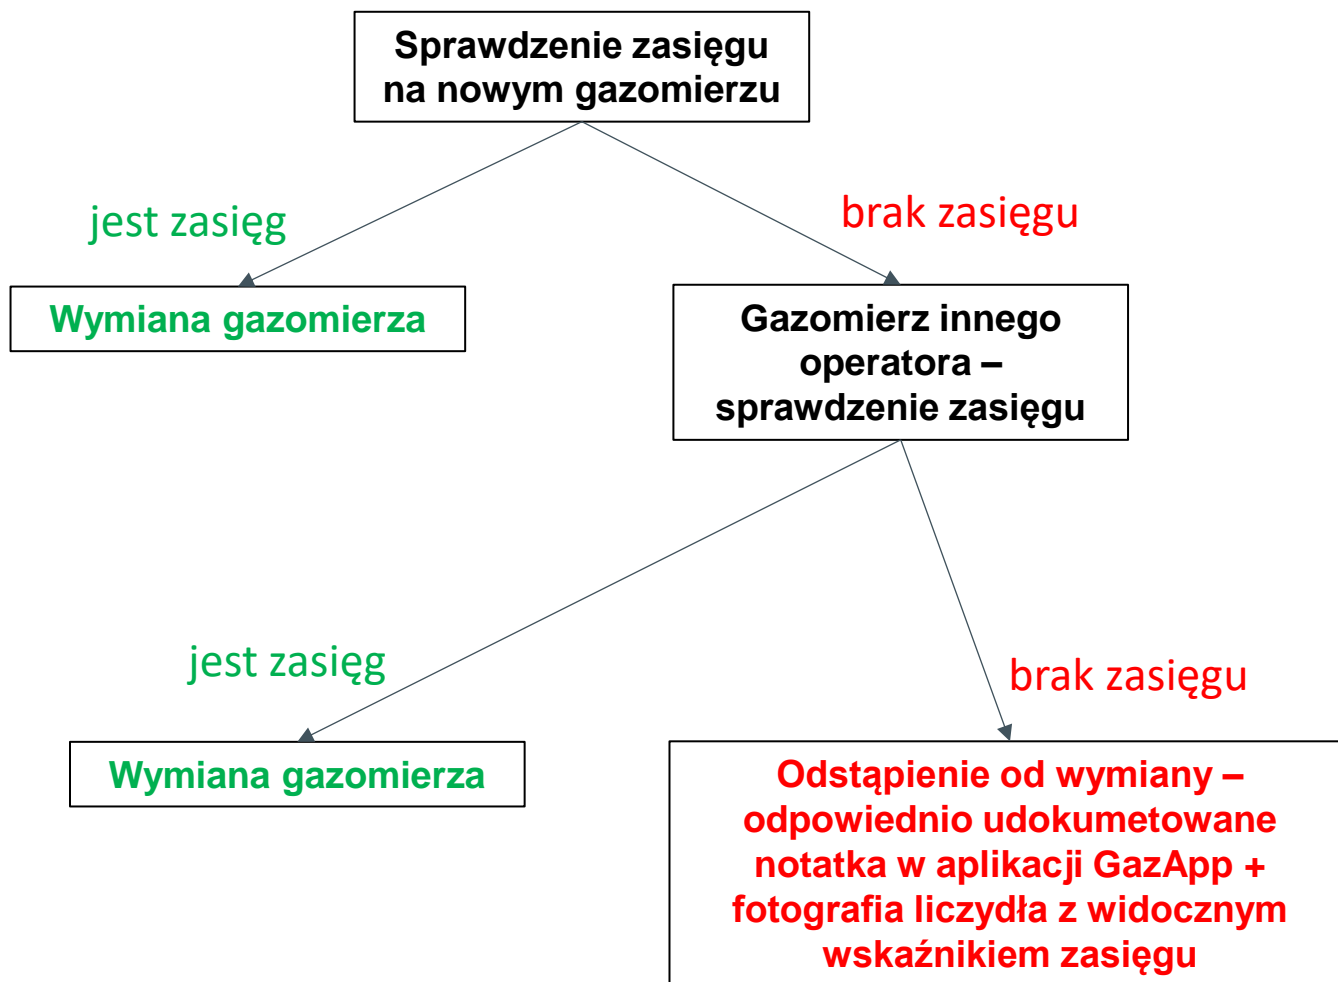 Sprawdzenie zasięgu
na nowym gazomierzu
jest zasięg
brak zasięgu
Wymiana gazomierza
Gazomierz innego
operatora –
sprawdzenie zasięgu
jest zasięg
brak zasięgu
Wymiana gazomierza
Odstąpienie od wymiany –
odpowiednio udokumetowane
notatka w aplikacji GazApp +
fotografia liczydła z widocznym
wskaźnikiem zasięgu